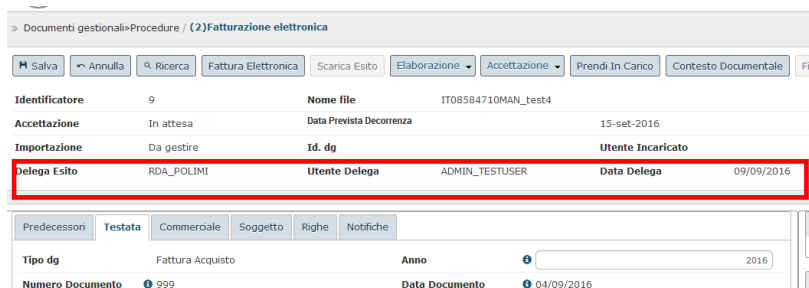 » Documenti gestionali»Procedure / (2)Fatturazione elettronica
Salva Annulla Ricerca Fattura Elettronica Scarica Esito Elaborazione Accettazione Prendi In Carico Contesto Documentale
Identificatore 9 Nome file IT08584710MAN_test4
Accettazione In attesa Data Prevista Decorrenza 15-set-2016
Importazione Da gestire Id. dg Utente Incaricato
Delega Esito RDA_POLIMI Utente Delega ADMIN_TESTUSER Data Delega 09/09/2016
Predecessori Testata Commerciale Soggetto Righe Notifiche
Tipo dg Fattura Acquisto Anno 2016
Numero Documento 999 Data Documento 04/09/2016